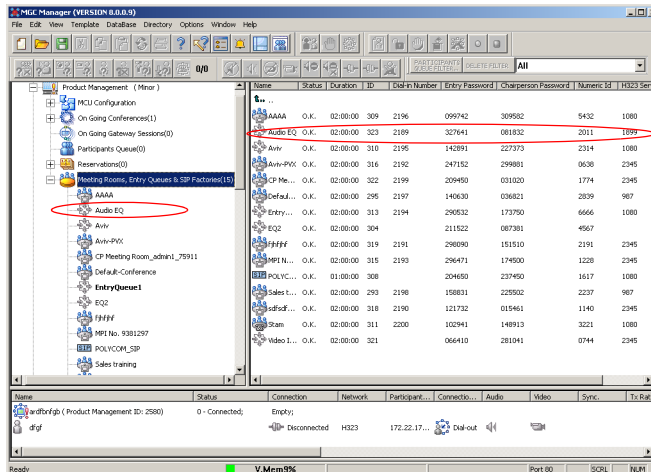 MGC Manager (VERSION 8.0.0.9)
File Edit View Template DataBase Directory Options Windows Help
0/0 PARTICIPANTS QUEUE FILTER... DELETE FILTER All
Product Management ( Minor )
MCU Configuration
On Going Conferences(1)
On Going Gateway Sessions(0)
Participants Queue(0)
Reservations(0)
Meeting Rooms, Entry Queues & SIP Factories(15)
AAAA
Audio EQ
Aviv
Aviv-PVX
CP Meeting Room_admin1_75911
Default-Conference
EntryQueue1
EQ2
fjhfjhf
MPI No. 9381297
POLYCOM_SIP
Sales training
Name Status Duration ID Dial-in Number Entry Password Chairperson Password Numeric Id H323 Serv
..
AAAA O.K. 02:00:00 309 2196 099742 309582 5432 1080
Audio EQ O.K. 02:00:00 323 2189 327641 081832 2011 1899
Aviv O.K. 02:00:00 310 2195 142891 227373 2314 1080
Aviv-PVX O.K. 02:00:00 316 2192 247152 299881 0638 2345
CP Me... O.K. 02:00:00 322 2199 209450 031020 1774 2345
Defaul... O.K. 02:00:00 295 2197 140630 036821 2839 987
Entry... O.K. 02:00:00 313 2194 290532 173750 6666 1080
EQ2 O.K. 02:00:00 304 211522 087381 4567
fjhfjhf O.K. 02:00:00 319 2191 298090 151510 2191 2345
MPI N... O.K. 02:00:00 315 2193 296471 174500 1228 2345
SIP POLYC... O.K. 01:00:00 308 204650 237450 1617 1080
Sales t... O.K. 02:00:00 293 2198 158831 225502 2237 987
sdfsdf... O.K. 02:00:00 318 2190 121732 015461 1140 2345
Stam O.K. 02:00:00 311 2200 102941 148913 3221 1080
Video I... O.K. 02:00:00 321 066410 281041 0744 2345
Name Status Connection Network Participant... Connectio... Audio Video Sync. Tx Rat
ardfbnfgb ( Product Management ID: 2580) 0 - Connected; Empty;
dfgf Disconnected H323 172.22.17... Dial-out
Ready V.Mem9% Port 80 SCRL NUM